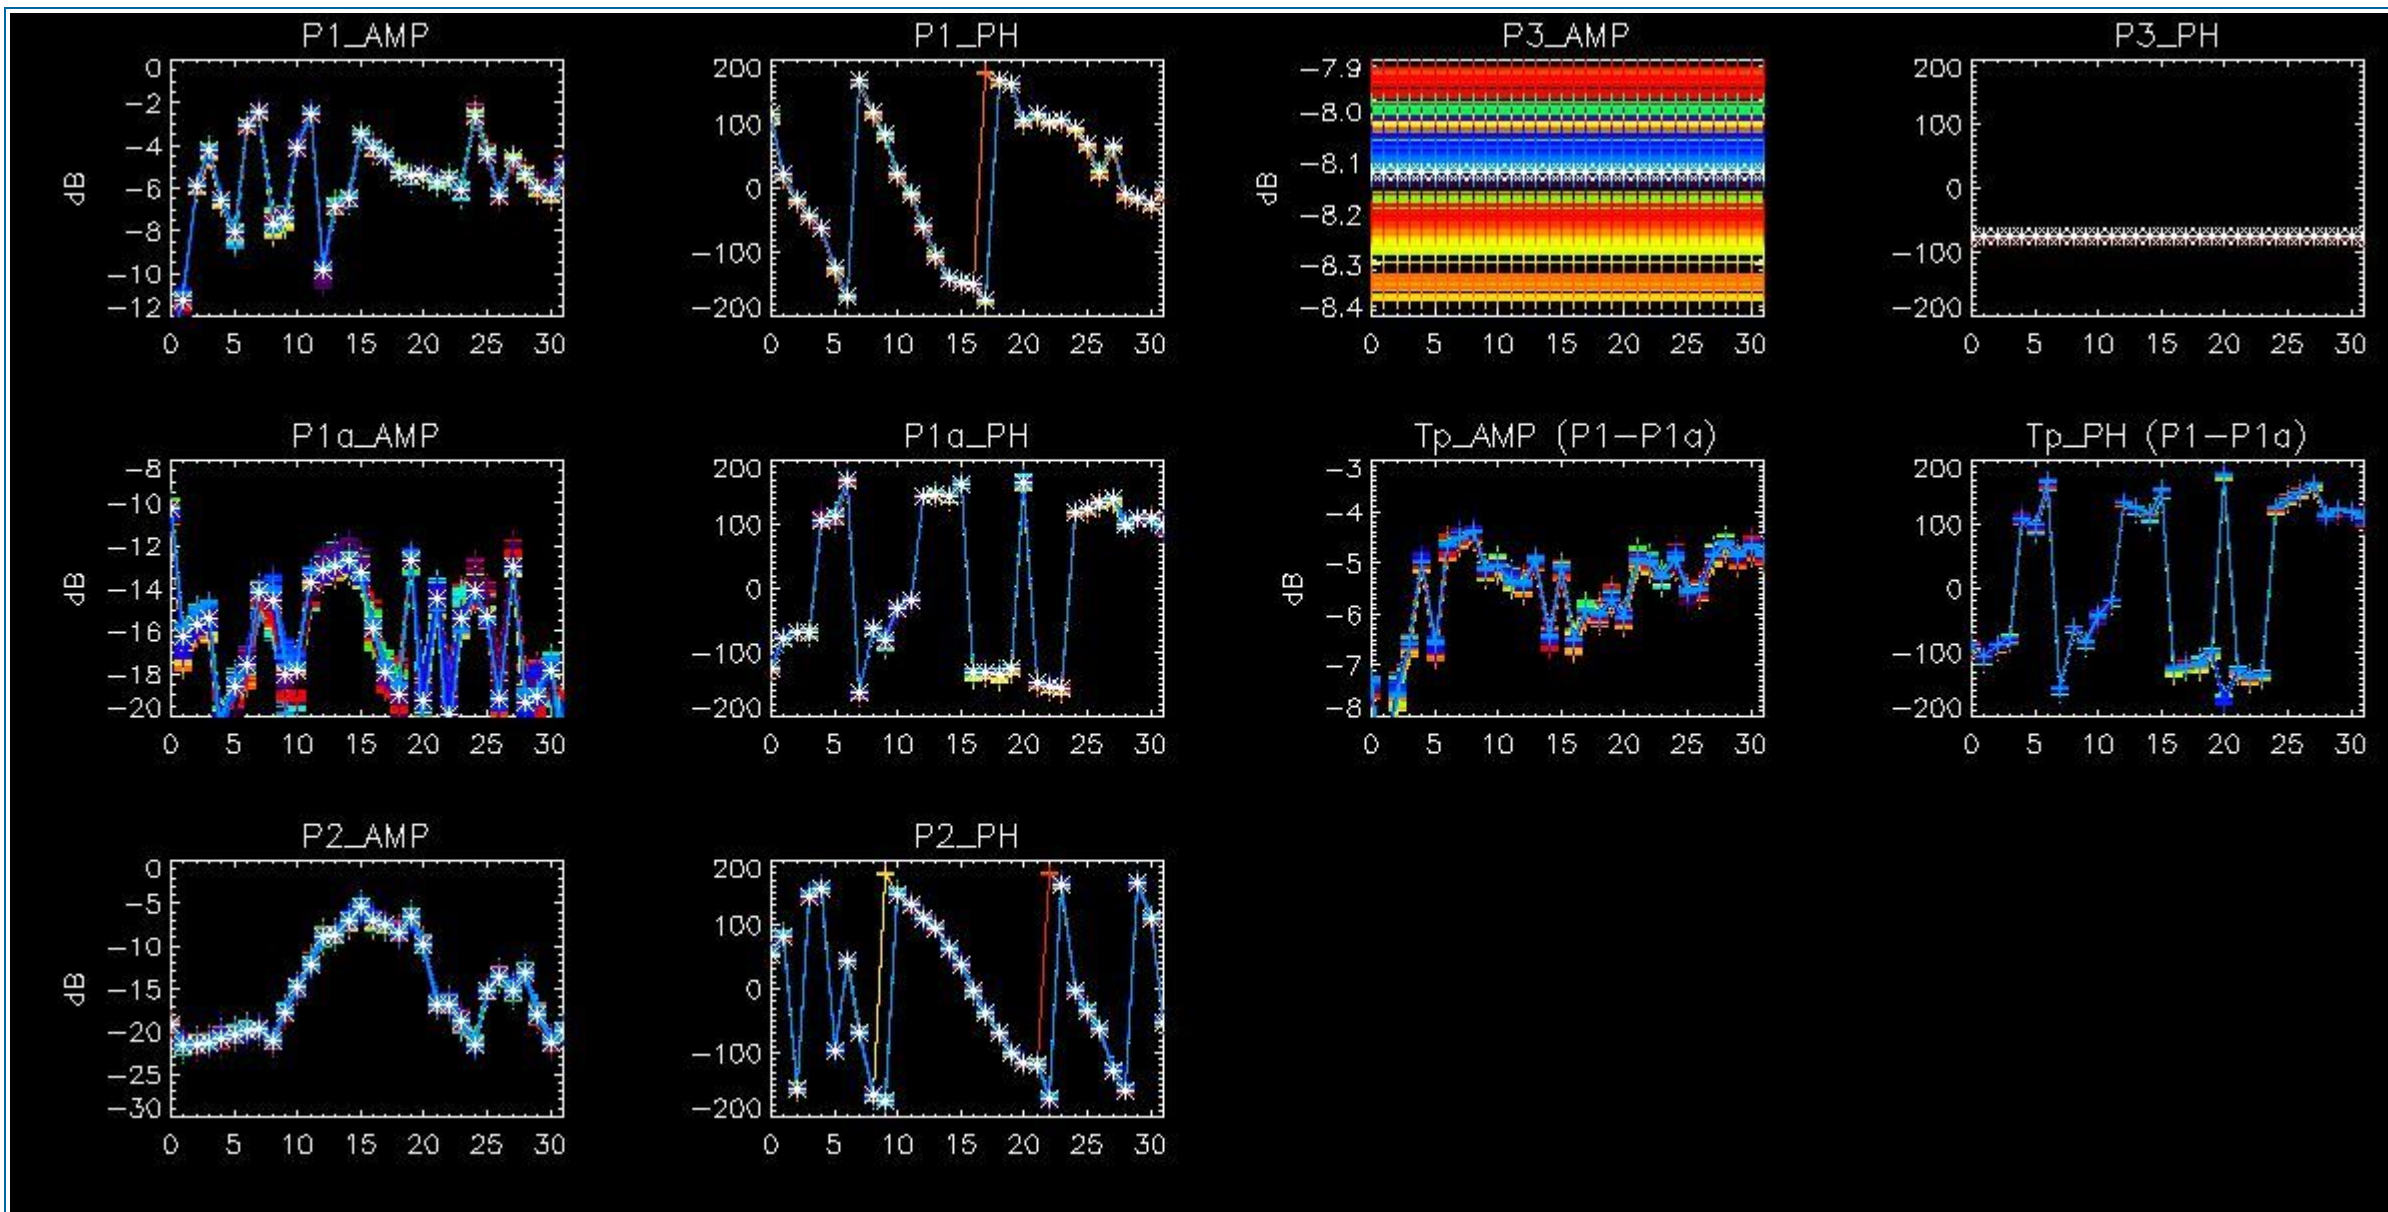 P1_AMP P1_PH P3_AMP P3_PH
0 200 -7.9 200
-2 100 -8.0 100
-4 0 -8.1 0
-6 -100 -8.2 -100
-8 -200 -8.3 -200
-10 -8.4
-12
dB dB
0 5 10 15 20 25 30 0 5 10 15 20 25 30 0 5 10 15 20 25 30 0 5 10 15 20 25 30
P1a_AMP P1a_PH Tp_AMP (P1-P1a) Tp_PH (P1-P1a)
-8 200 -3 200
-10 100 -4 100
-12 0 -5 0
-14 -100 -6 -100
-16 -200 -7 -200
-18 -8
-20
dB dB
0 5 10 15 20 25 30 0 5 10 15 20 25 30 0 5 10 15 20 25 30 0 5 10 15 20 25 30
P2_AMP P2_PH
0 200
-5 100
-10 0
-15 -100
-20 -200
-25
-30
dB
0 5 10 15 20 25 30 0 5 10 15 20 25 30